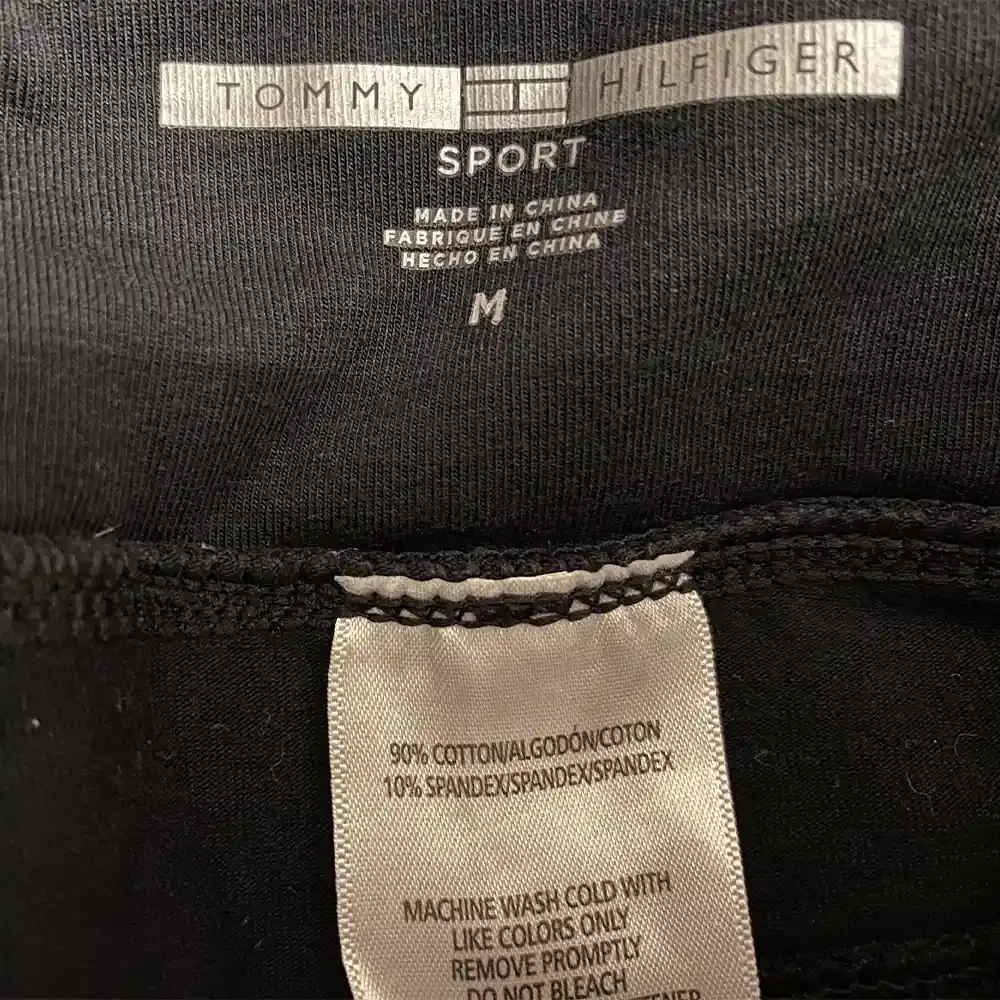 TOMMY HILFIGER
SPORT
MADE IN CHINA
FABRIQUE EN CHINE
HECHO EN CHINA
M
90% COTTON/ALGODÓN/COTON
10% SPANDEX/SPANDEX/SPANDEX
MACHINE WASH COLD WITH
LIKE COLORS ONLY
REMOVE PROMPTLY
DO NOT BLEACH